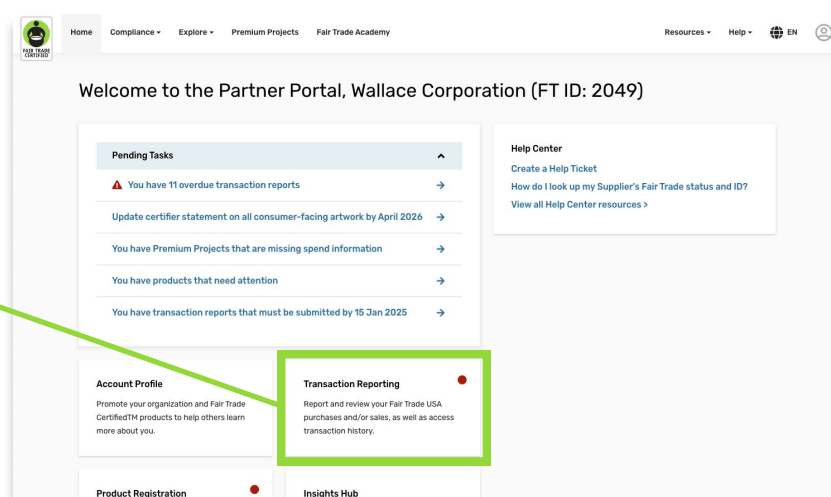 FAIR TRADE
CERTIFIED
Home Compliance Explore Premium Projects Fair Trade Academy Resources Help EN
Welcome to the Partner Portal, Wallace Corporation (FT ID: 2049)
Pending Tasks
You have 11 overdue transaction reports
Update certifier statement on all consumer-facing artwork by April 2026
You have Premium Projects that are missing spend information
You have products that need attention
You have transaction reports that must be submitted by 15 Jan 2025
Help Center
Create a Help Ticket
How do I look up my Supplier's Fair Trade status and ID?
View all Help Center resources >
Account Profile
Promote your organization and Fair Trade
CertifiedTM products to help others learn
more about you.
Transaction Reporting
Report and review your Fair Trade USA
purchases and/or sales, as well as access
transaction history.
Product Registration
Insights Hub